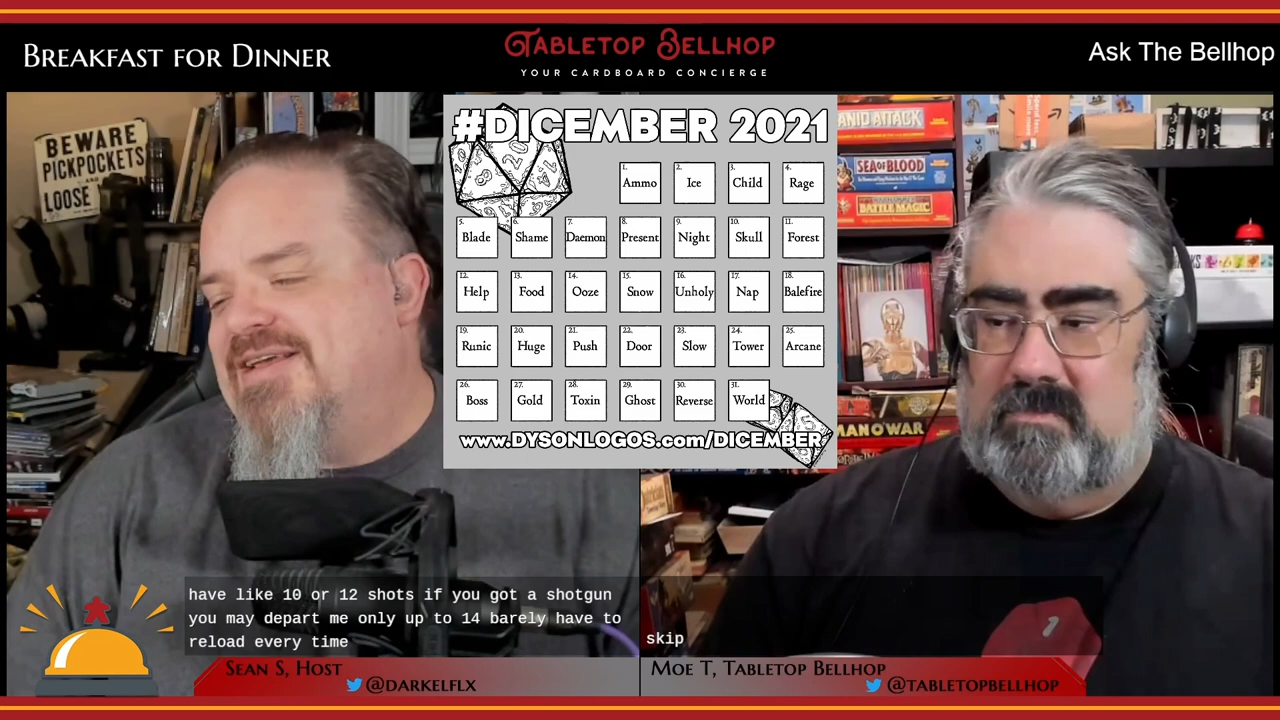 Breakfast for Dinner
Tabletop Bellhop
YOUR CARDBOARD CONCIERGE
Ask The Bellhop
BEWARE
PICKPOCKETS
AND
LOOSE
#DICEMBER 2021
1. Ammo
2. Ice
3. Child
4. Rage
5. Blade
6. Shame
7. Daemon
8. Present
9. Night
10. Skull
11. Forest
12. Help
13. Food
14. Ooze
15. Snow
16. Unholy
17. Nap
18. Balefire
19. Runic
20. Huge
21. Push
22. Door
23. Slow
24. Tower
25. Arcane
26. Boss
27. Gold
28. Toxin
29. Ghost
30. Reverse
31. World
www.DYSONLOGOS.com/DICEMBER
SEA OF BLOOD
BATTLE MAGIC
have like 10 or 12 shots if you got a shotgun
you may depart me only up to 14 barely have to
reload every time
skip
1
Sean S, Host
@DARKELFLX
Moe T, Tabletop Bellhop
@TABLETOPBELLHOP